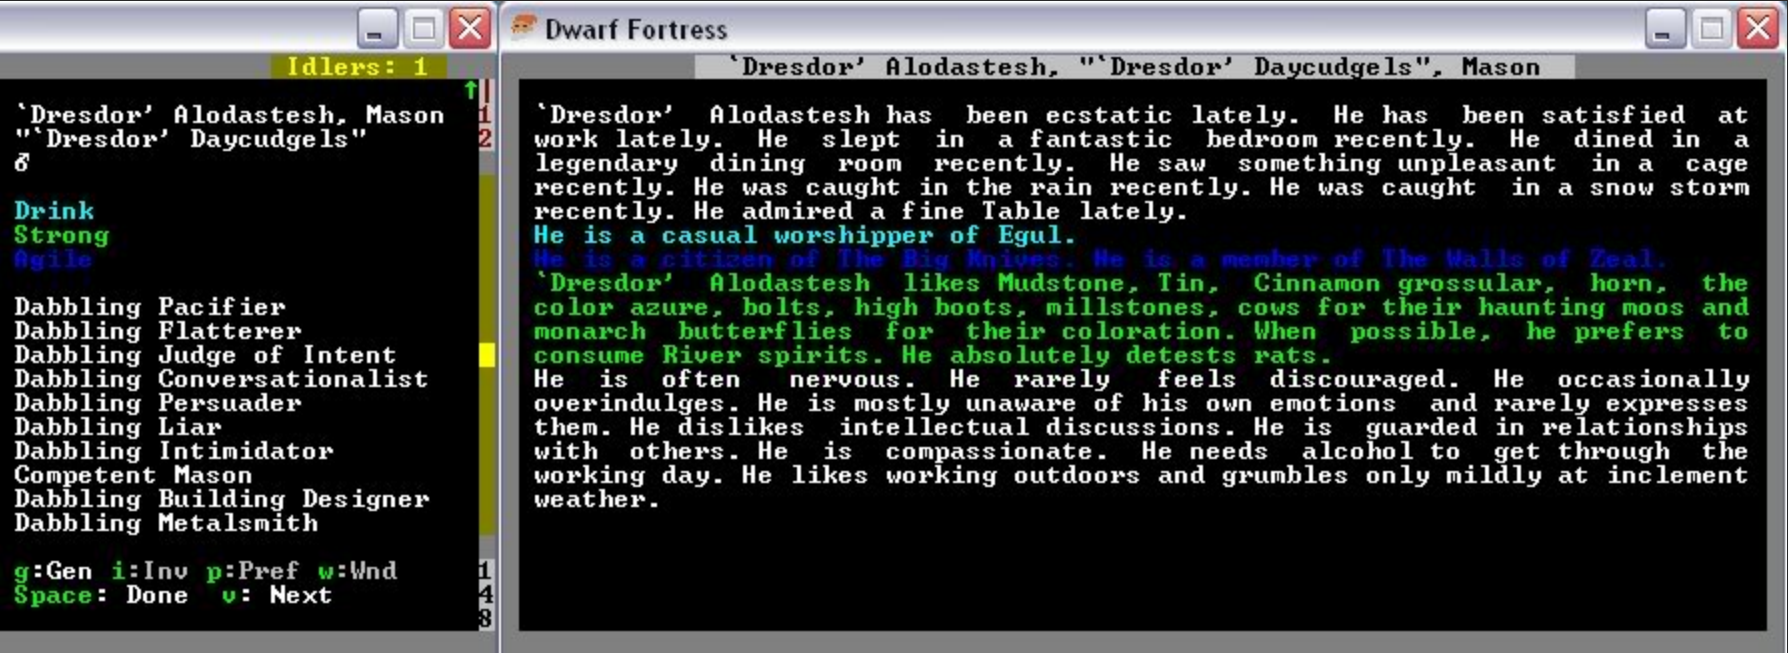 Idlers: 1
`Dresdor' Alodastesh, Mason
"`Dresdor' Daycudgels"
♂
Drink
Strong
Agile
Dabbling Pacifier
Dabbling Flatterer
Dabbling Judge of Intent
Dabbling Conversationalist
Dabbling Persuader
Dabbling Liar
Dabbling Intimidator
Competent Mason
Dabbling Building Designer
Dabbling Metalsmith
g:Gen i:Inv p:Pref w:Wnd
Space: Done v: Next
1
2
1
4
8
Dwarf Fortress
`Dresdor' Alodastesh, "`Dresdor' Daycudgels", Mason
`Dresdor' Alodastesh has been ecstatic lately. He has been satisfied at
work lately. He slept in a fantastic bedroom recently. He dined in a
legendary dining room recently. He saw something unpleasant in a cage
recently. He was caught in the rain recently. He was caught in a snow storm
recently. He admired a fine Table lately.
He is a casual worshipper of Egul.
He is a citizen of The Big Knives. He is a member of The Walls of Zeal.
`Dresdor' Alodastesh likes Mudstone, Tin, Cinnamon grossular, horn, the
color azure, bolts, high boots, millstones, cows for their haunting moos and
monarch butterflies for their coloration. When possible, he prefers to
consume River spirits. He absolutely detests rats.
He is often nervous. He rarely feels discouraged. He occasionally
overindulges. He is mostly unaware of his own emotions and rarely expresses
them. He dislikes intellectual discussions. He is guarded in relationships
with others. He is compassionate. He needs alcohol to get through the
working day. He likes working outdoors and grumbles only mildly at inclement
weather.